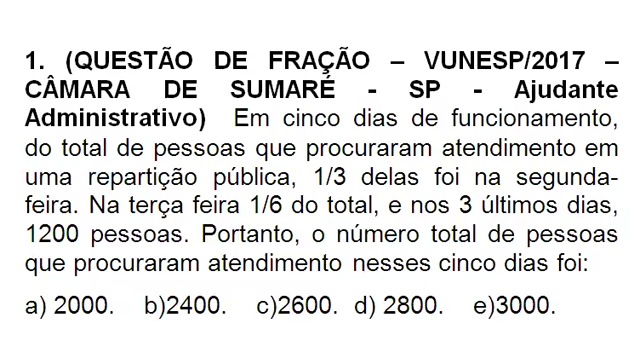 1. (QUESTÃO DE FRAÇÃO – VUNESP/2017 –
CÂMARA DE SUMARÉ - SP - Ajudante
Administrativo) Em cinco dias de funcionamento,
do total de pessoas que procuraram atendimento em
uma repartição pública, 1/3 delas foi na segunda-
feira. Na terça feira 1/6 do total, e nos 3 últimos dias,
1200 pessoas. Portanto, o número total de pessoas
que procuraram atendimento nesses cinco dias foi:
a) 2000. b)2400. c)2600. d) 2800. e)3000.